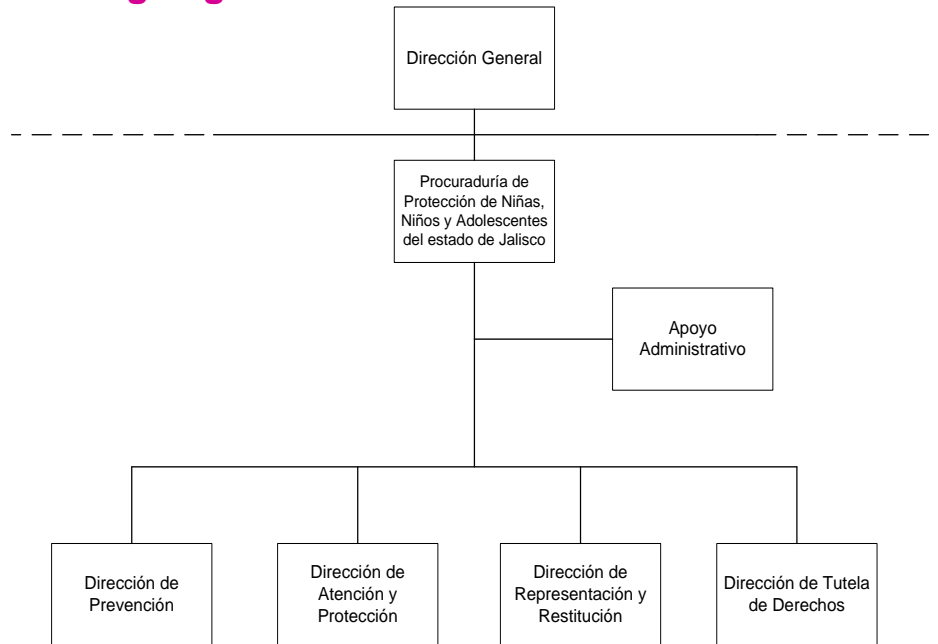 Dirección General
Procuraduría de
Protección de Niñas,
Niños y Adolescentes
del estado de Jalisco
Apoyo
Administrativo
Dirección de
Prevención
Dirección de
Atención y
Protección
Dirección de
Representación y
Restitución
Dirección de Tutela
de Derechos